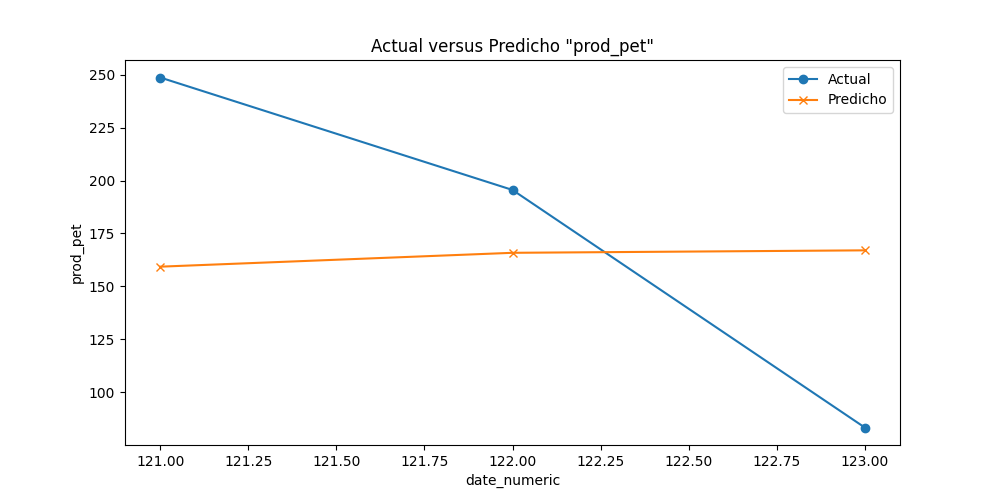 Actual versus Predicho "prod_pet"
Actual
Predicho
250
225
200
175
150
125
100
prod_pet
121.00 121.25 121.50 121.75 122.00 122.25 122.50 122.75 123.00
date_numeric